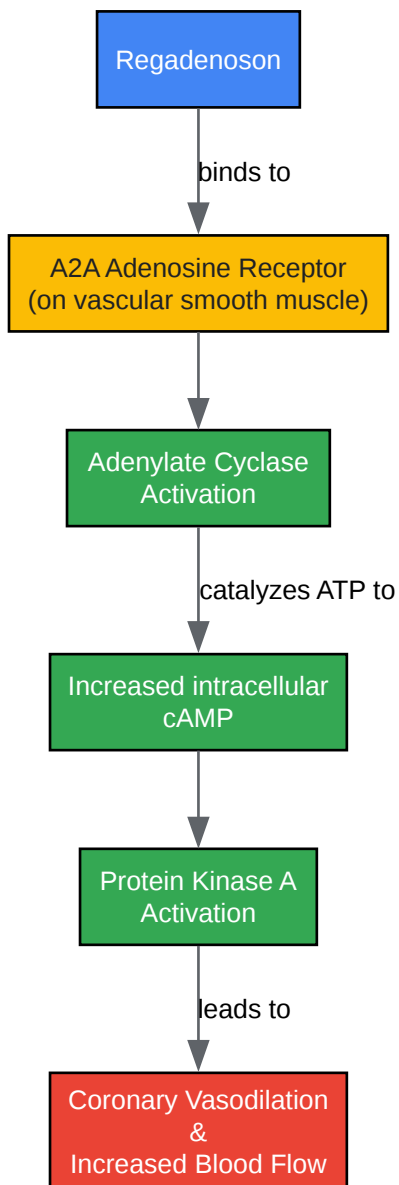 Regadenoson
binds to
A2A Adenosine Receptor
(on vascular smooth muscle)
Adenylate Cyclase
Activation
catalyzes ATP to
Increased intracellular
cAMP
Protein Kinase A
Activation
leads to
Coronary Vasodilation
&
Increased Blood Flow